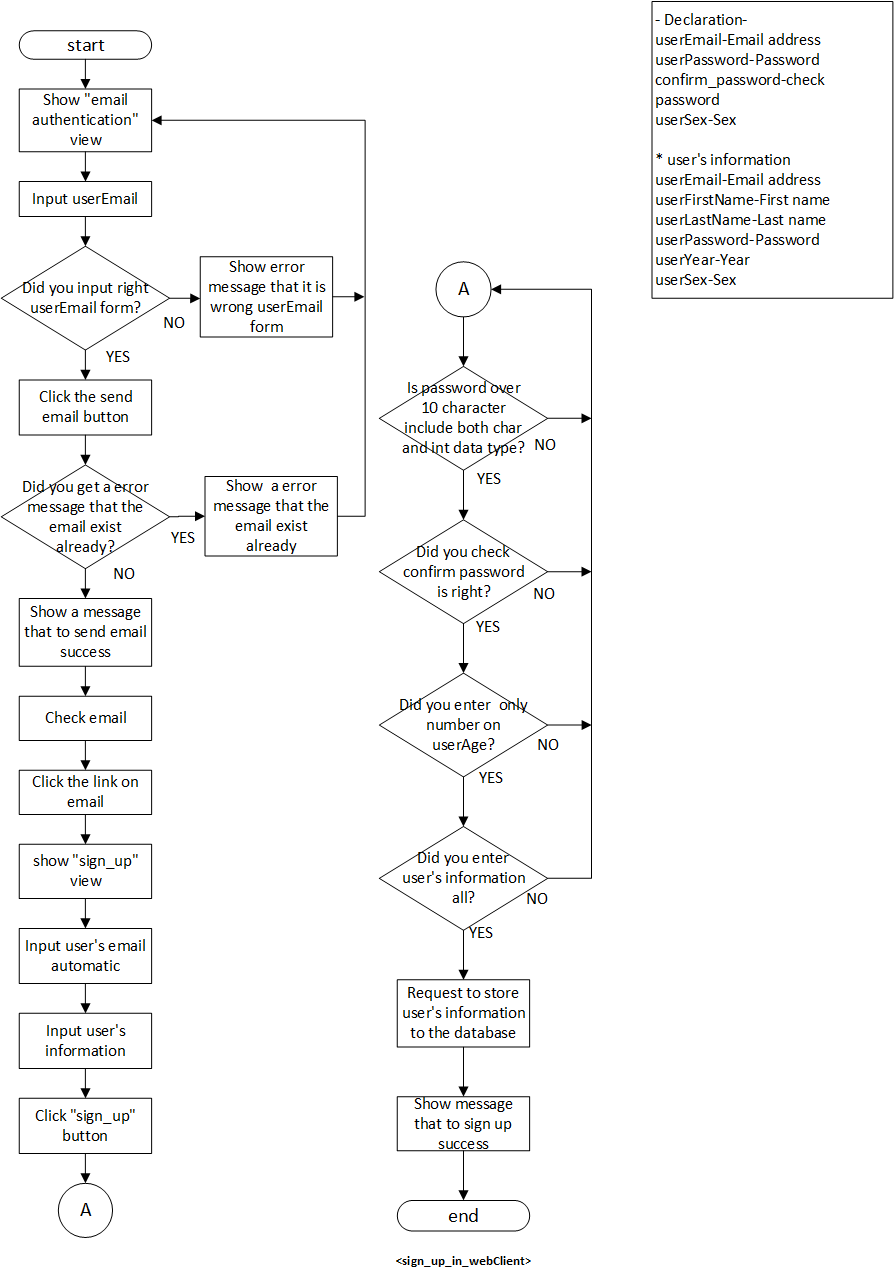 start
Show "email
authentication"
view
Input userEmail
Did you input right
userEmail form?
NO
Show error
message that it is
wrong userEmail
form
YES
Click the send
email button
Did you get a error
message that the
email exist
already?
YES
Show a error
message that the
email exist
already
NO
Show a message
that to send email
success
Check email
Click the link on
email
show "sign_up"
view
Input user's email
automatic
Input user's
information
Click "sign_up"
button
A
A
Is password over
10 character
include both char
and int data type?
NO
YES
Did you check
confirm password
is right?
NO
YES
Did you enter only
number on
userAge?
NO
YES
Did you enter
user's information
all?
NO
YES
Request to store
user's information
to the database
Show message
that to sign up
success
end
<sign_up_in_webClient>
- Declaration-
userEmail-Email address
userPassword-Password
confirm_password-check
password
userSex-Sex
* user's information
userEmail-Email address
userFirstName-First name
userLastName-Last name
userPassword-Password
userYear-Year
userSex-Sex